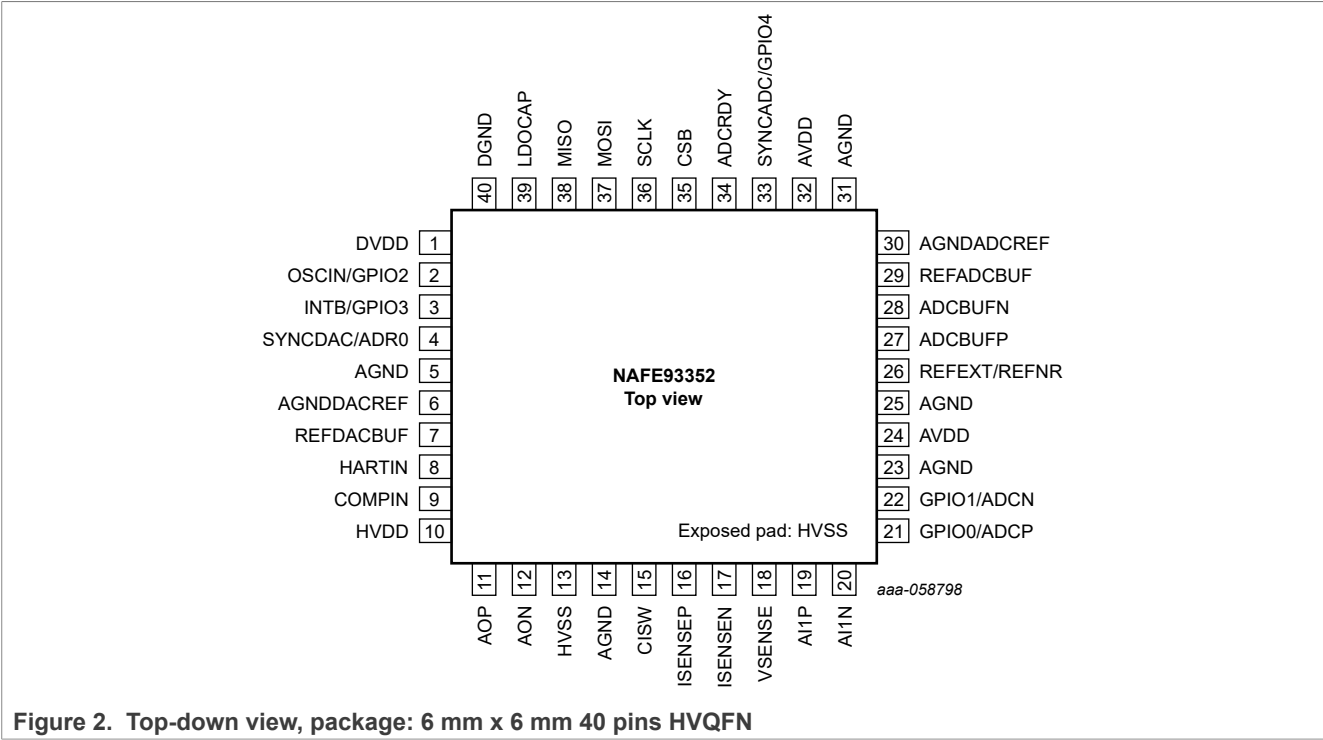 DGND
LDOCAP
MISO
MOSI
SCLK
CSB
ADCRDY
SYNCADC/GPIO4
AVDD
AGND
40
39
38
37
36
35
34
33
32
31
DVDD 1
OSCIN/GPIO2 2
INTB/GPIO3 3
SYNCDAC/ADR0 4
AGND 5
AGNDDACREF 6
REFDACBUF 7
HARTIN 8
COMPIN 9
HVDD 10
NAFE93352
Top view
Exposed pad: HVSS
30 AGNDADCREF
29 REFADCBUF
28 ADCBUFN
27 ADCBUFP
26 REFEXT/REFNR
25 AGND
24 AVDD
23 AGND
22 GPIO1/ADCN
21 GPIO0/ADCP
11
12
13
14
15
16
17
18
19
20
AOP
AON
HVSS
AGND
CISW
ISENSEP
ISENSEN
VSENSE
AI1P
AI1N
aaa-058798
Figure 2. Top-down view, package: 6 mm x 6 mm 40 pins HVQFN